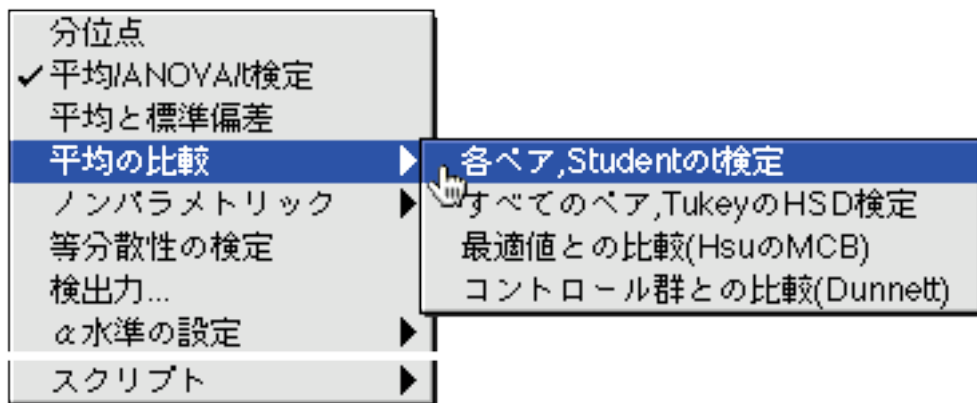 分位点
✓平均/ANOVA/t検定
平均と標準偏差
平均の比較
ノンパラメトリック
等分散性の検定
検出力...
α水準の設定
スクリプト
各ペア,Studentのt検定
すべてのペア,TukeyのHSD検定
最適値との比較(HsuのMCB)
コントロール群との比較(Dunnett)